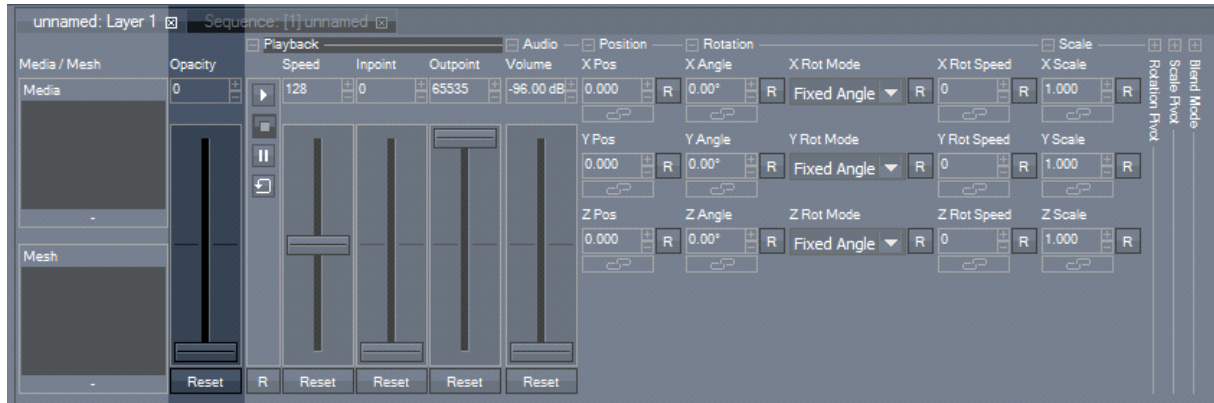 unnamed: Layer 1
Sequence: [1] unnamed
Playback Audio Position Rotation Scale
Media / Mesh Opacity Speed Inpoint Outpoint Volume X Pos X Angle X Rot Mode X Rot Speed X Scale
Media 0 128 0 65535 -96.00 dB 0.000 R 0.00° R Fixed Angle R 0 R 1.000 R
Y Pos Y Angle Y Rot Mode Y Rot Speed Y Scale
0.000 R 0.00° R Fixed Angle R 0 R 1.000 R
-
Z Pos Z Angle Z Rot Mode Z Rot Speed Z Scale
0.000 R 0.00° R Fixed Angle R 0 R 1.000 R
Mesh
-
Reset R Reset Reset Reset Reset
Rotation Pivot
Scale Pivot
Blend Mode